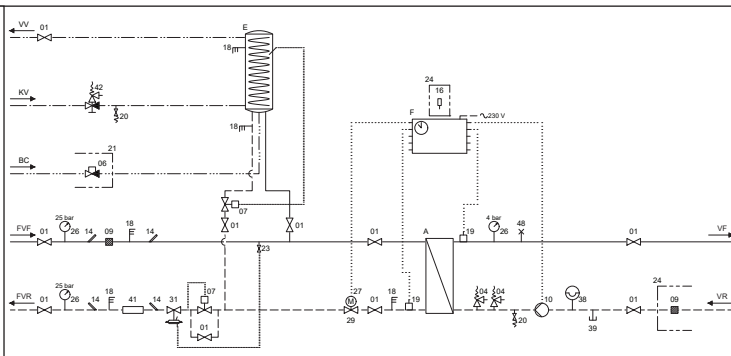 VV 01 E
18
KV 42
20
18
24
16
F
230 V
BC 21
06
07
01 01
25 bar
FVF 01 26 14 09 18 14
23
01 A 19
4 bar
26 48 01 VF
25 bar
FVR 01 26 14 18 41 14 31 07
01
27
M
29 01 18 19
04 04
20
10 38
39
01
24
09
VR